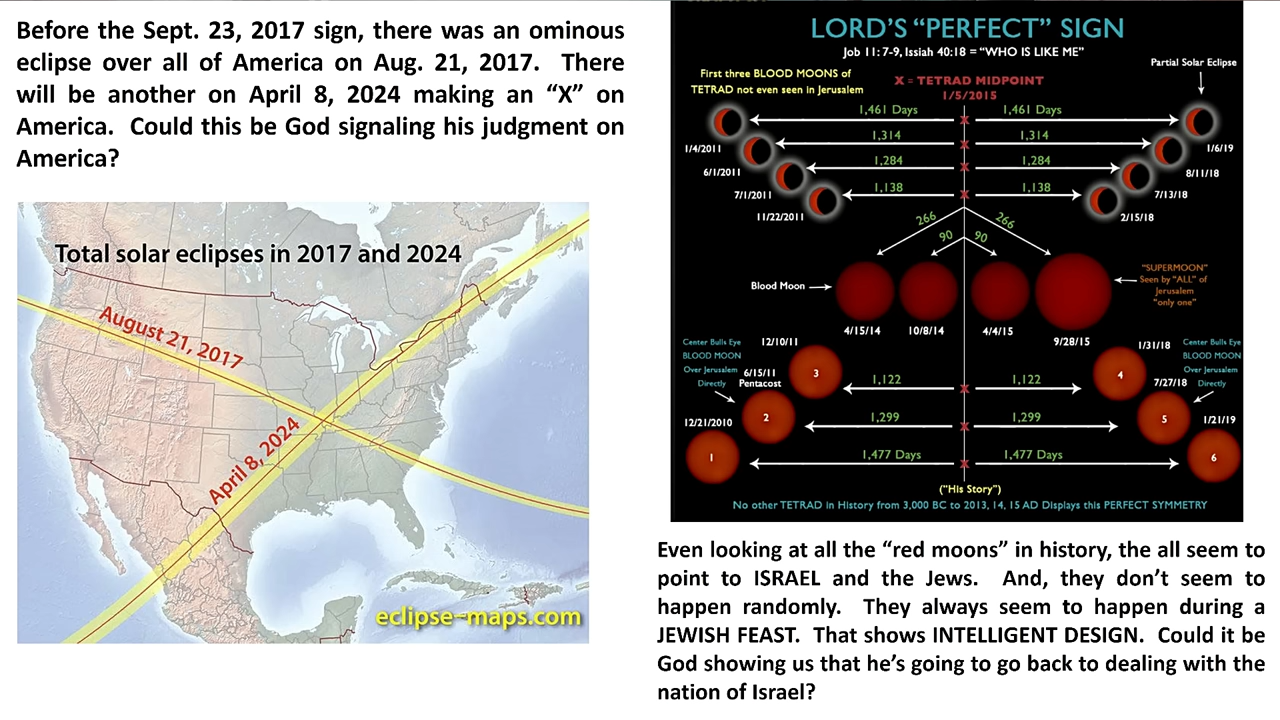 Before the Sept. 23, 2017 sign, there was an ominous
eclipse over all of America on Aug. 21, 2017. There
will be another on April 8, 2024 making an “X” on
America. Could this be God signaling his judgment on
America?
Total solar eclipses in 2017 and 2024
August 21, 2017
April 8, 2024
eclipse-maps.com
LORD'S “PERFECT” SIGN
Job 11: 7-9, Issiah 40:18 = “WHO IS LIKE ME”
First three BLOOD MOONS of
TETRAD not even seen in Jerusalem
X = TETRAD MIDPOINT
1/5/2015
Partial Solar Eclipse
1,461 Days
1,461 Days
1,314
1,314
1/4/2011
1/6/19
1,284
1,284
6/1/2011
8/11/18
1,138
1,138
7/1/2011
7/13/18
11/22/2011
2/15/18
266
266
90
90
Blood Moon
"SUPERMOON"
Seen by "ALL" of
Jerusalem
"only one"
4/15/14
10/8/14
4/4/15
9/28/15
Center Bulls Eye
BLOOD MOON
Over Jerusalem
Directly
12/10/11
1/31/18
Center Bulls Eye
BLOOD MOON
Over Jerusalem
Directly
6/15/11
Pentacost
3
1,122
1,122
4
7/27/18
12/21/2010
2
1,299
1,299
5
1/21/19
1
1,477 Days
1,477 Days
6
("His Story")
No other TETRAD in History from 3,000 BC to 2013, 14, 15 AD Displays this PERFECT SYMMETRY
Even looking at all the “red moons” in history, the all seem to
point to ISRAEL and the Jews. And, they don’t seem to
happen randomly. They always seem to happen during a
JEWISH FEAST. That shows INTELLIGENT DESIGN. Could it be
God showing us that he’s going to go back to dealing with the
nation of Israel?